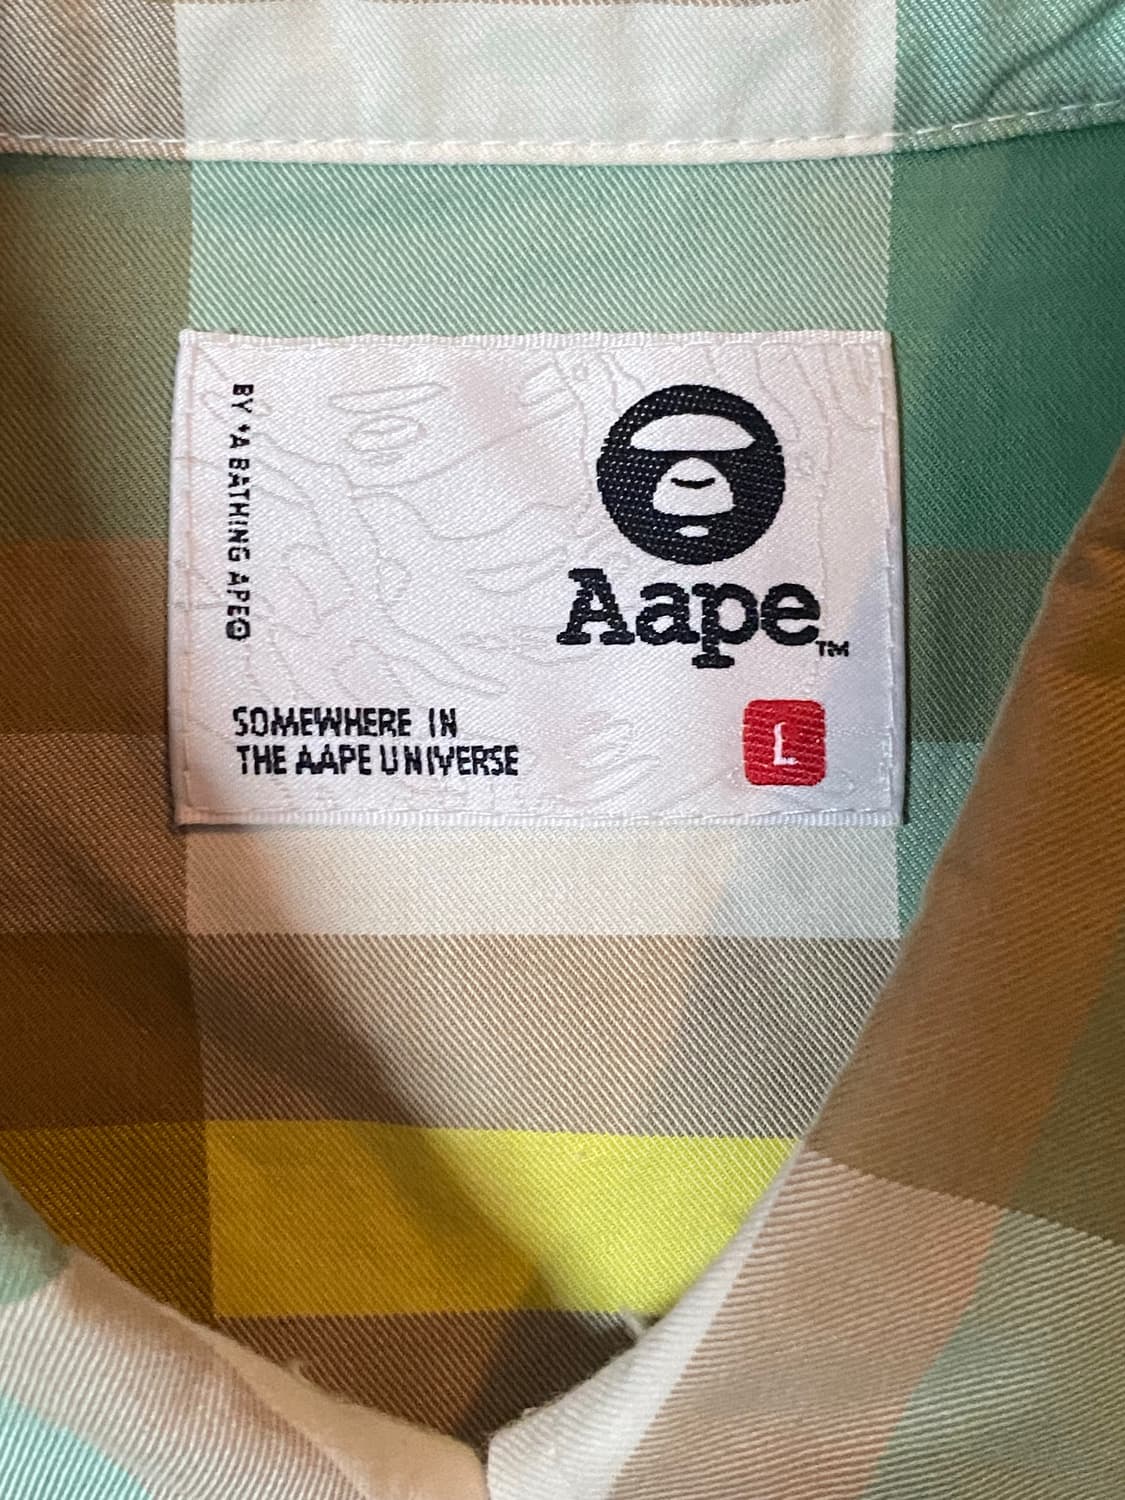 BY *A BATHING APE®
Aape™
SOMEWHERE IN
THE AAPE UNIVERSE
L